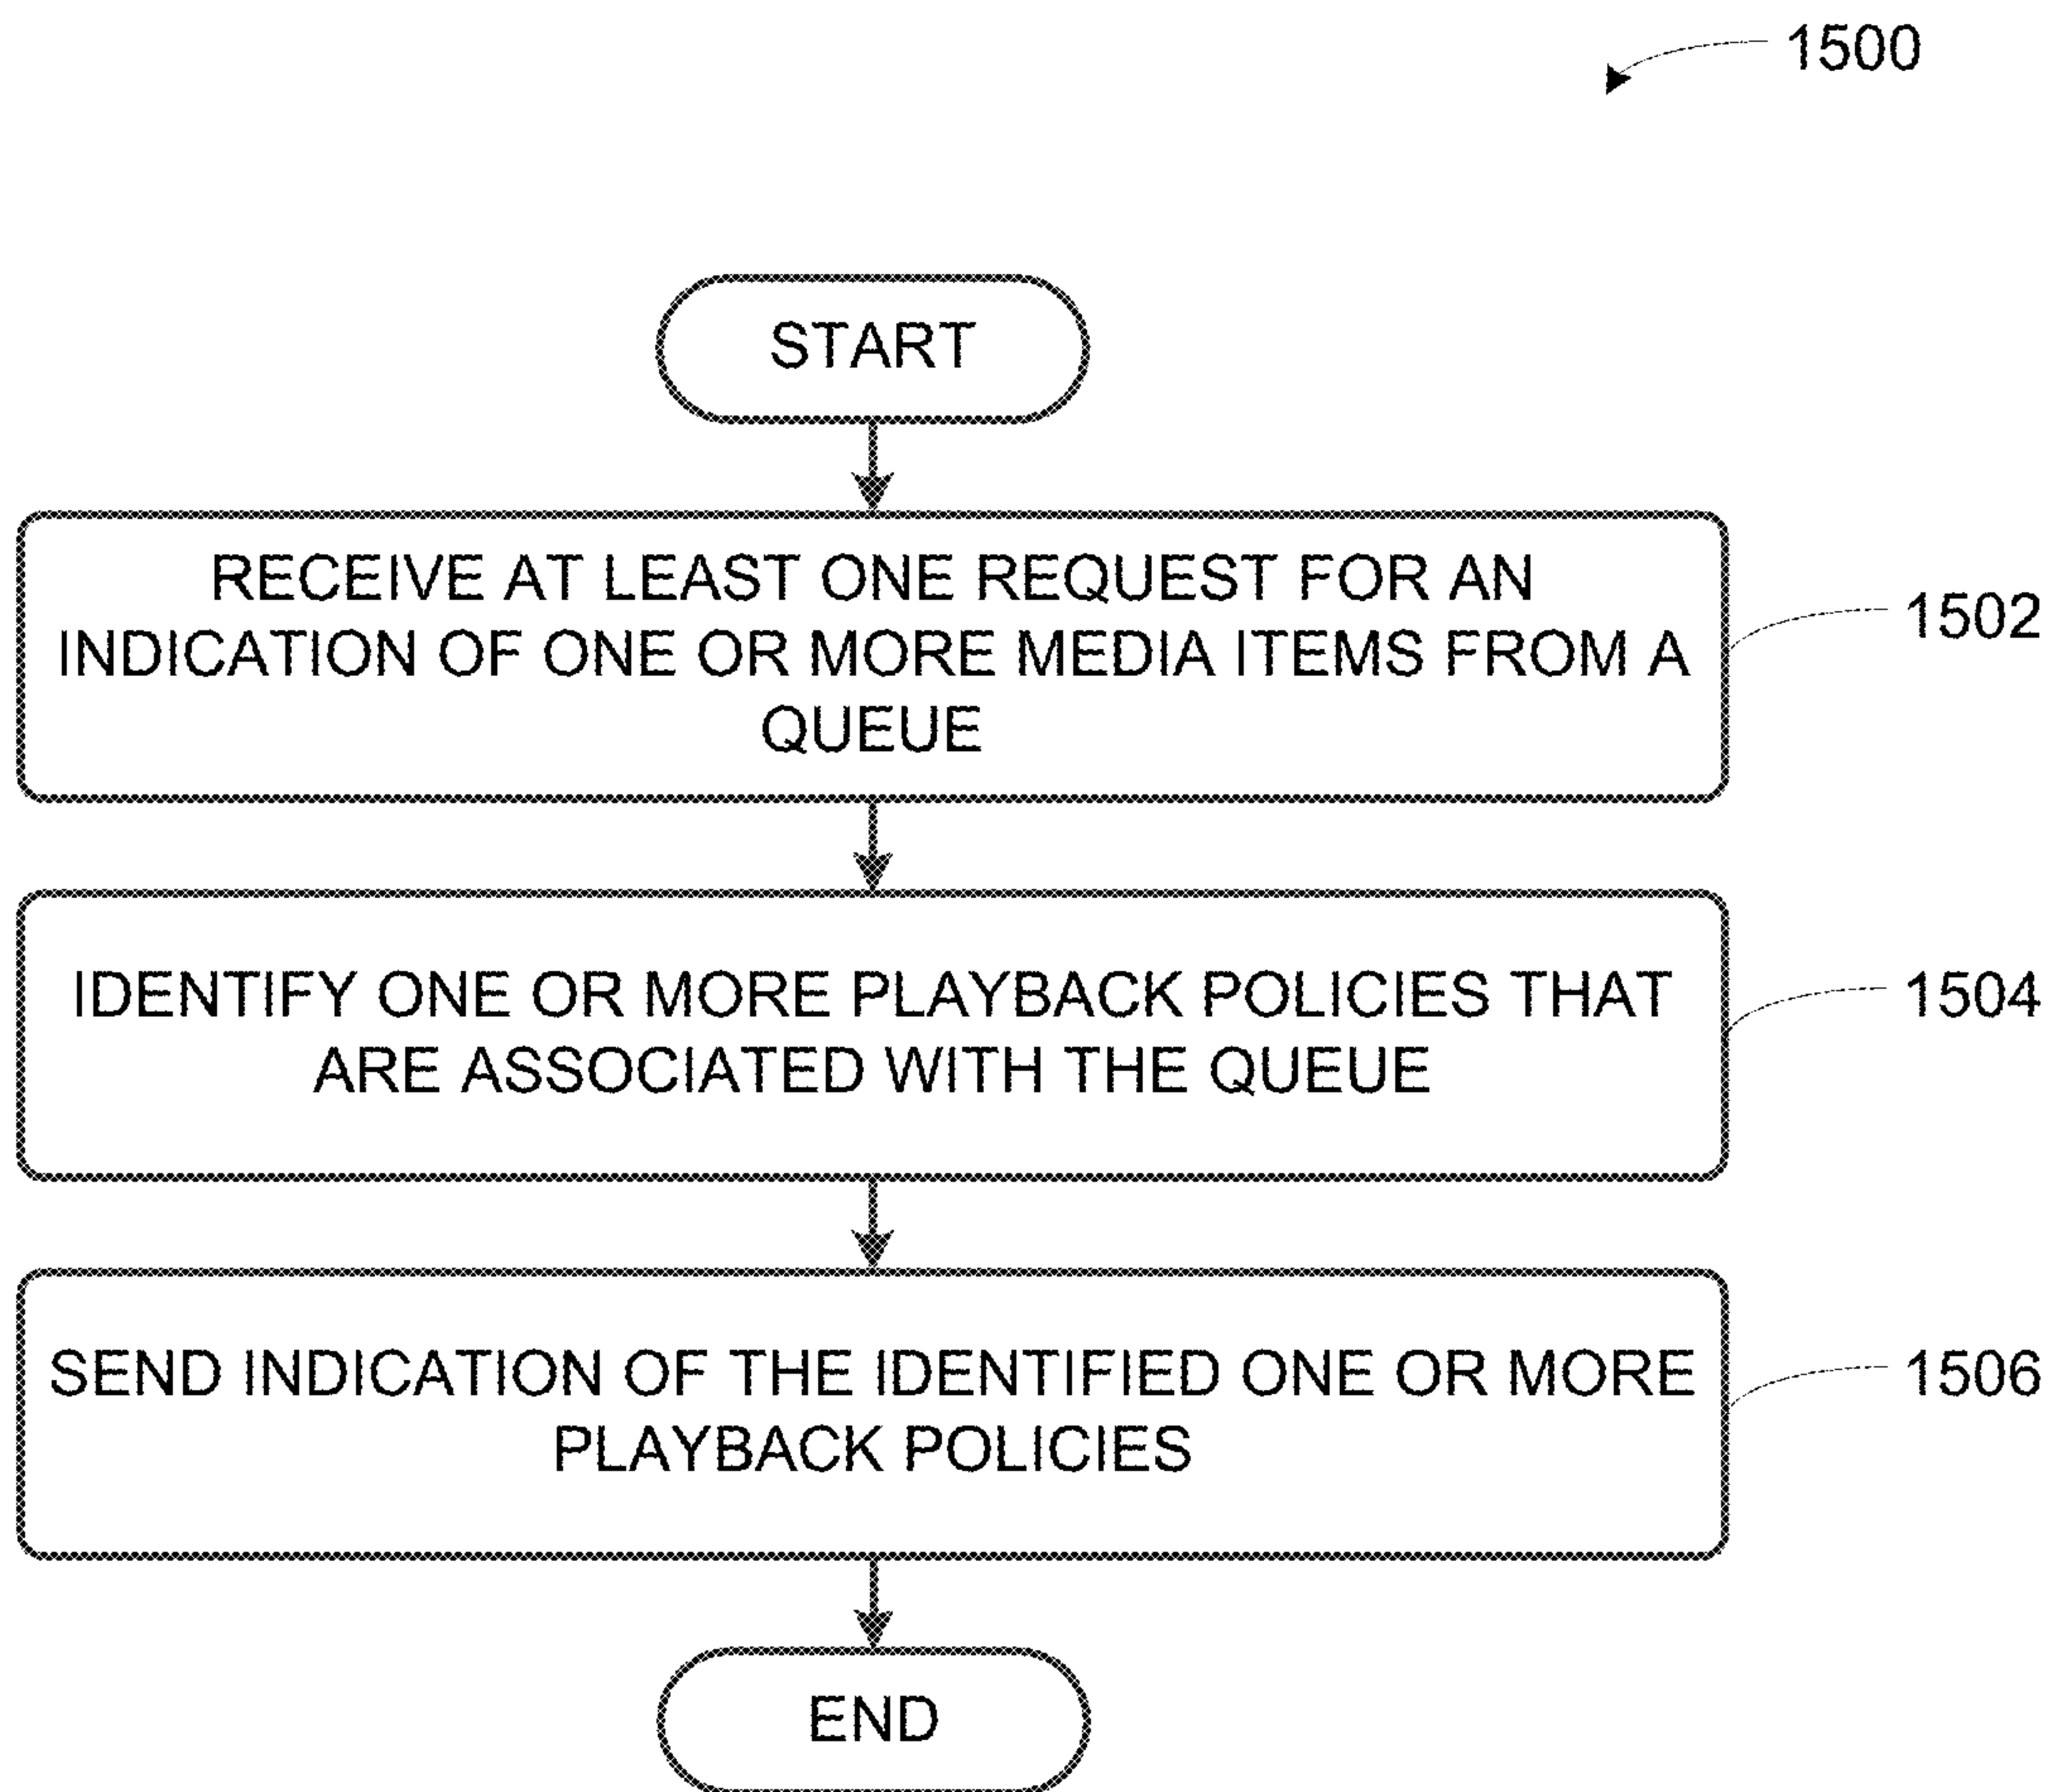 1500
START
RECEIVE AT LEAST ONE REQUEST FOR AN
INDICATION OF ONE OR MORE MEDIA ITEMS FROM A
QUEUE
1502
IDENTIFY ONE OR MORE PLAYBACK POLICIES THAT
ARE ASSOCIATED WITH THE QUEUE
1504
SEND INDICATION OF THE IDENTIFIED ONE OR MORE
PLAYBACK POLICIES
1506
END